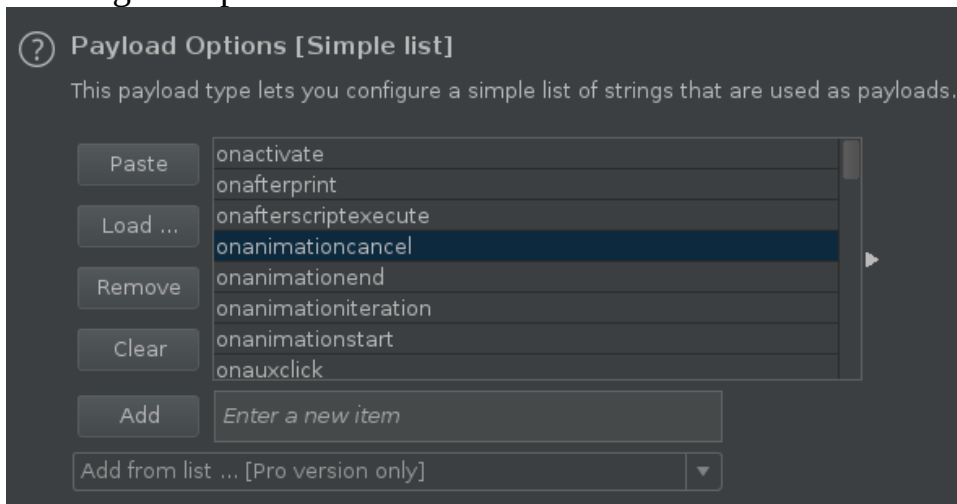 Payload Options [Simple list]
This payload type lets you configure a simple list of strings that are used as payloads.
Paste
onactivate
onafterprint
Load ...
onafterscriptexecute
onanimationcancel
Remove
onanimationend
onanimationiteration
Clear
onanimationstart
onauxclick
Add
Enter a new item
Add from list ... [Pro version only]